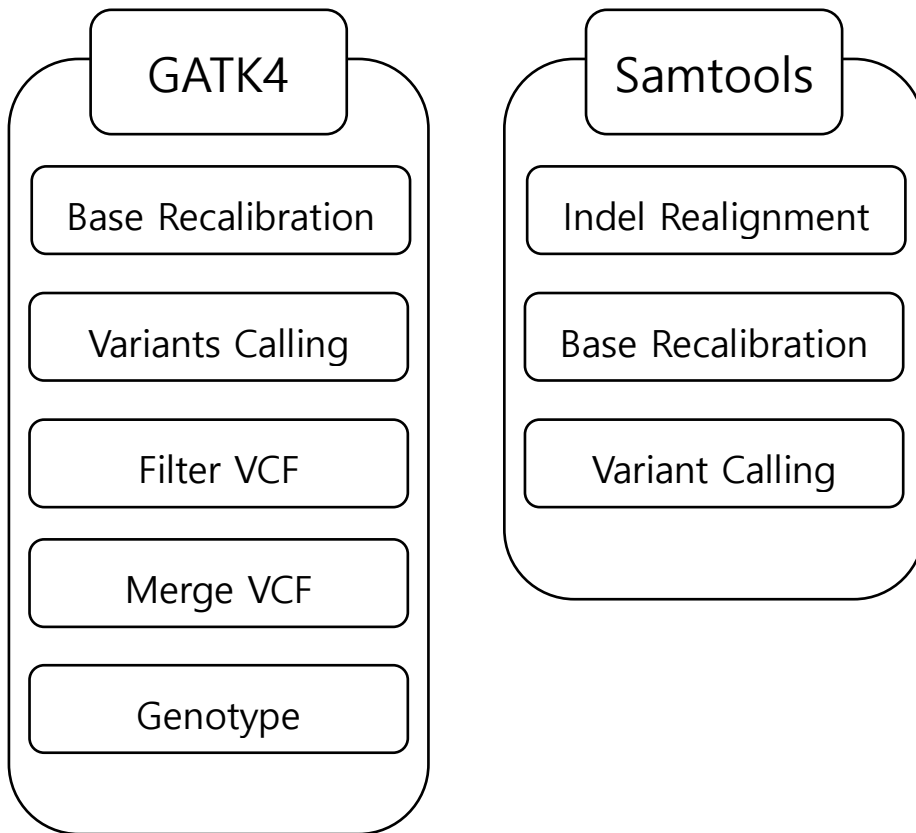 GATK4
Base Recalibration
Variants Calling
Filter VCF
Merge VCF
Genotype
Samtools
Indel Realignment
Base Recalibration
Variant Calling